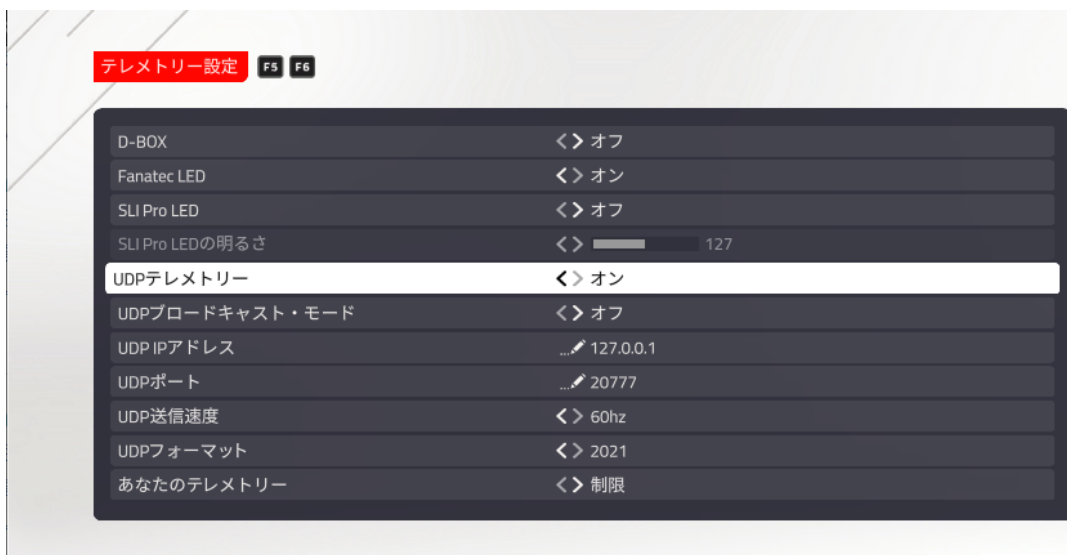 テレメトリー設定 F5 F6
D-BOX オフ
Fanatec LED オン
SLI Pro LED オフ
SLI Pro LEDの明るさ 127
UDPテレメトリー オン
UDPブロードキャスト・モード オフ
UDP IPアドレス ... 127.0.0.1
UDPポート ... 20777
UDP送信速度 60hz
UDPフォーマット 2021
あなたのテレメトリー 制限